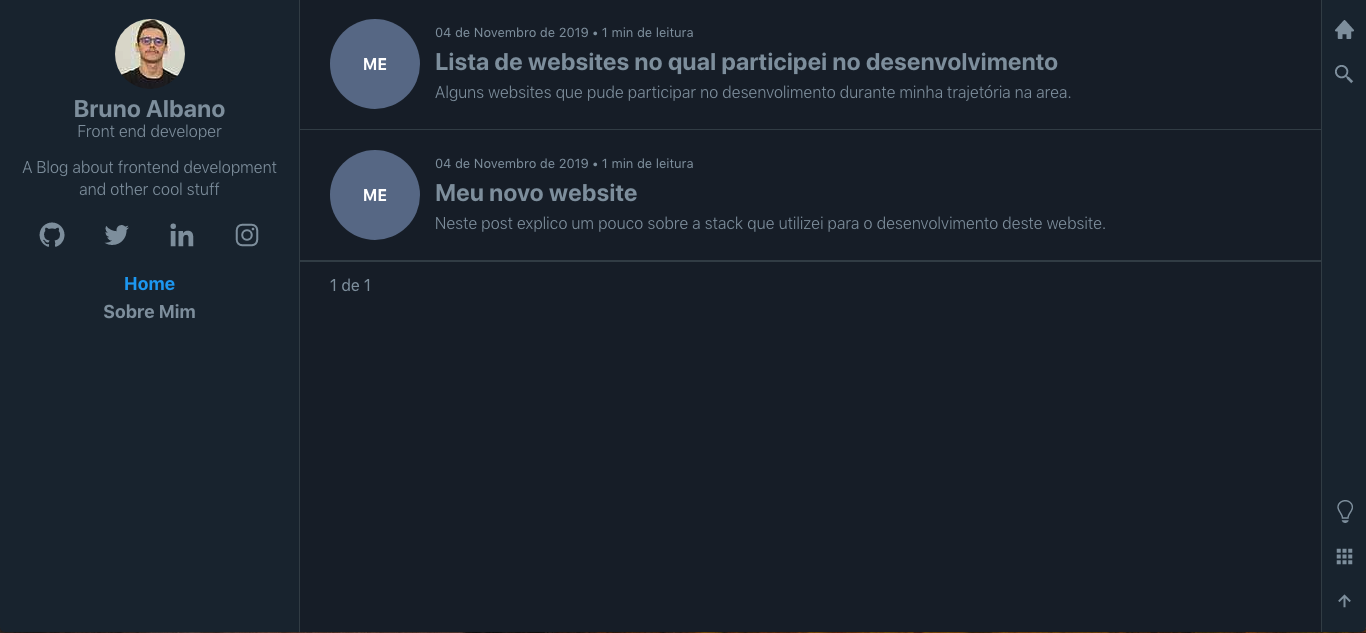 Bruno Albano
Front end developer
A Blog about frontend development
and other cool stuff
Home
Sobre Mim
ME
04 de Novembro de 2019 • 1 min de leitura
Lista de websites no qual participei no desenvolvimento
Alguns websites que pude participar no desenvolimento durante minha trajetória na area.
ME
04 de Novembro de 2019 • 1 min de leitura
Meu novo website
Neste post explico um pouco sobre a stack que utilizei para o desenvolvimento deste website.
1 de 1